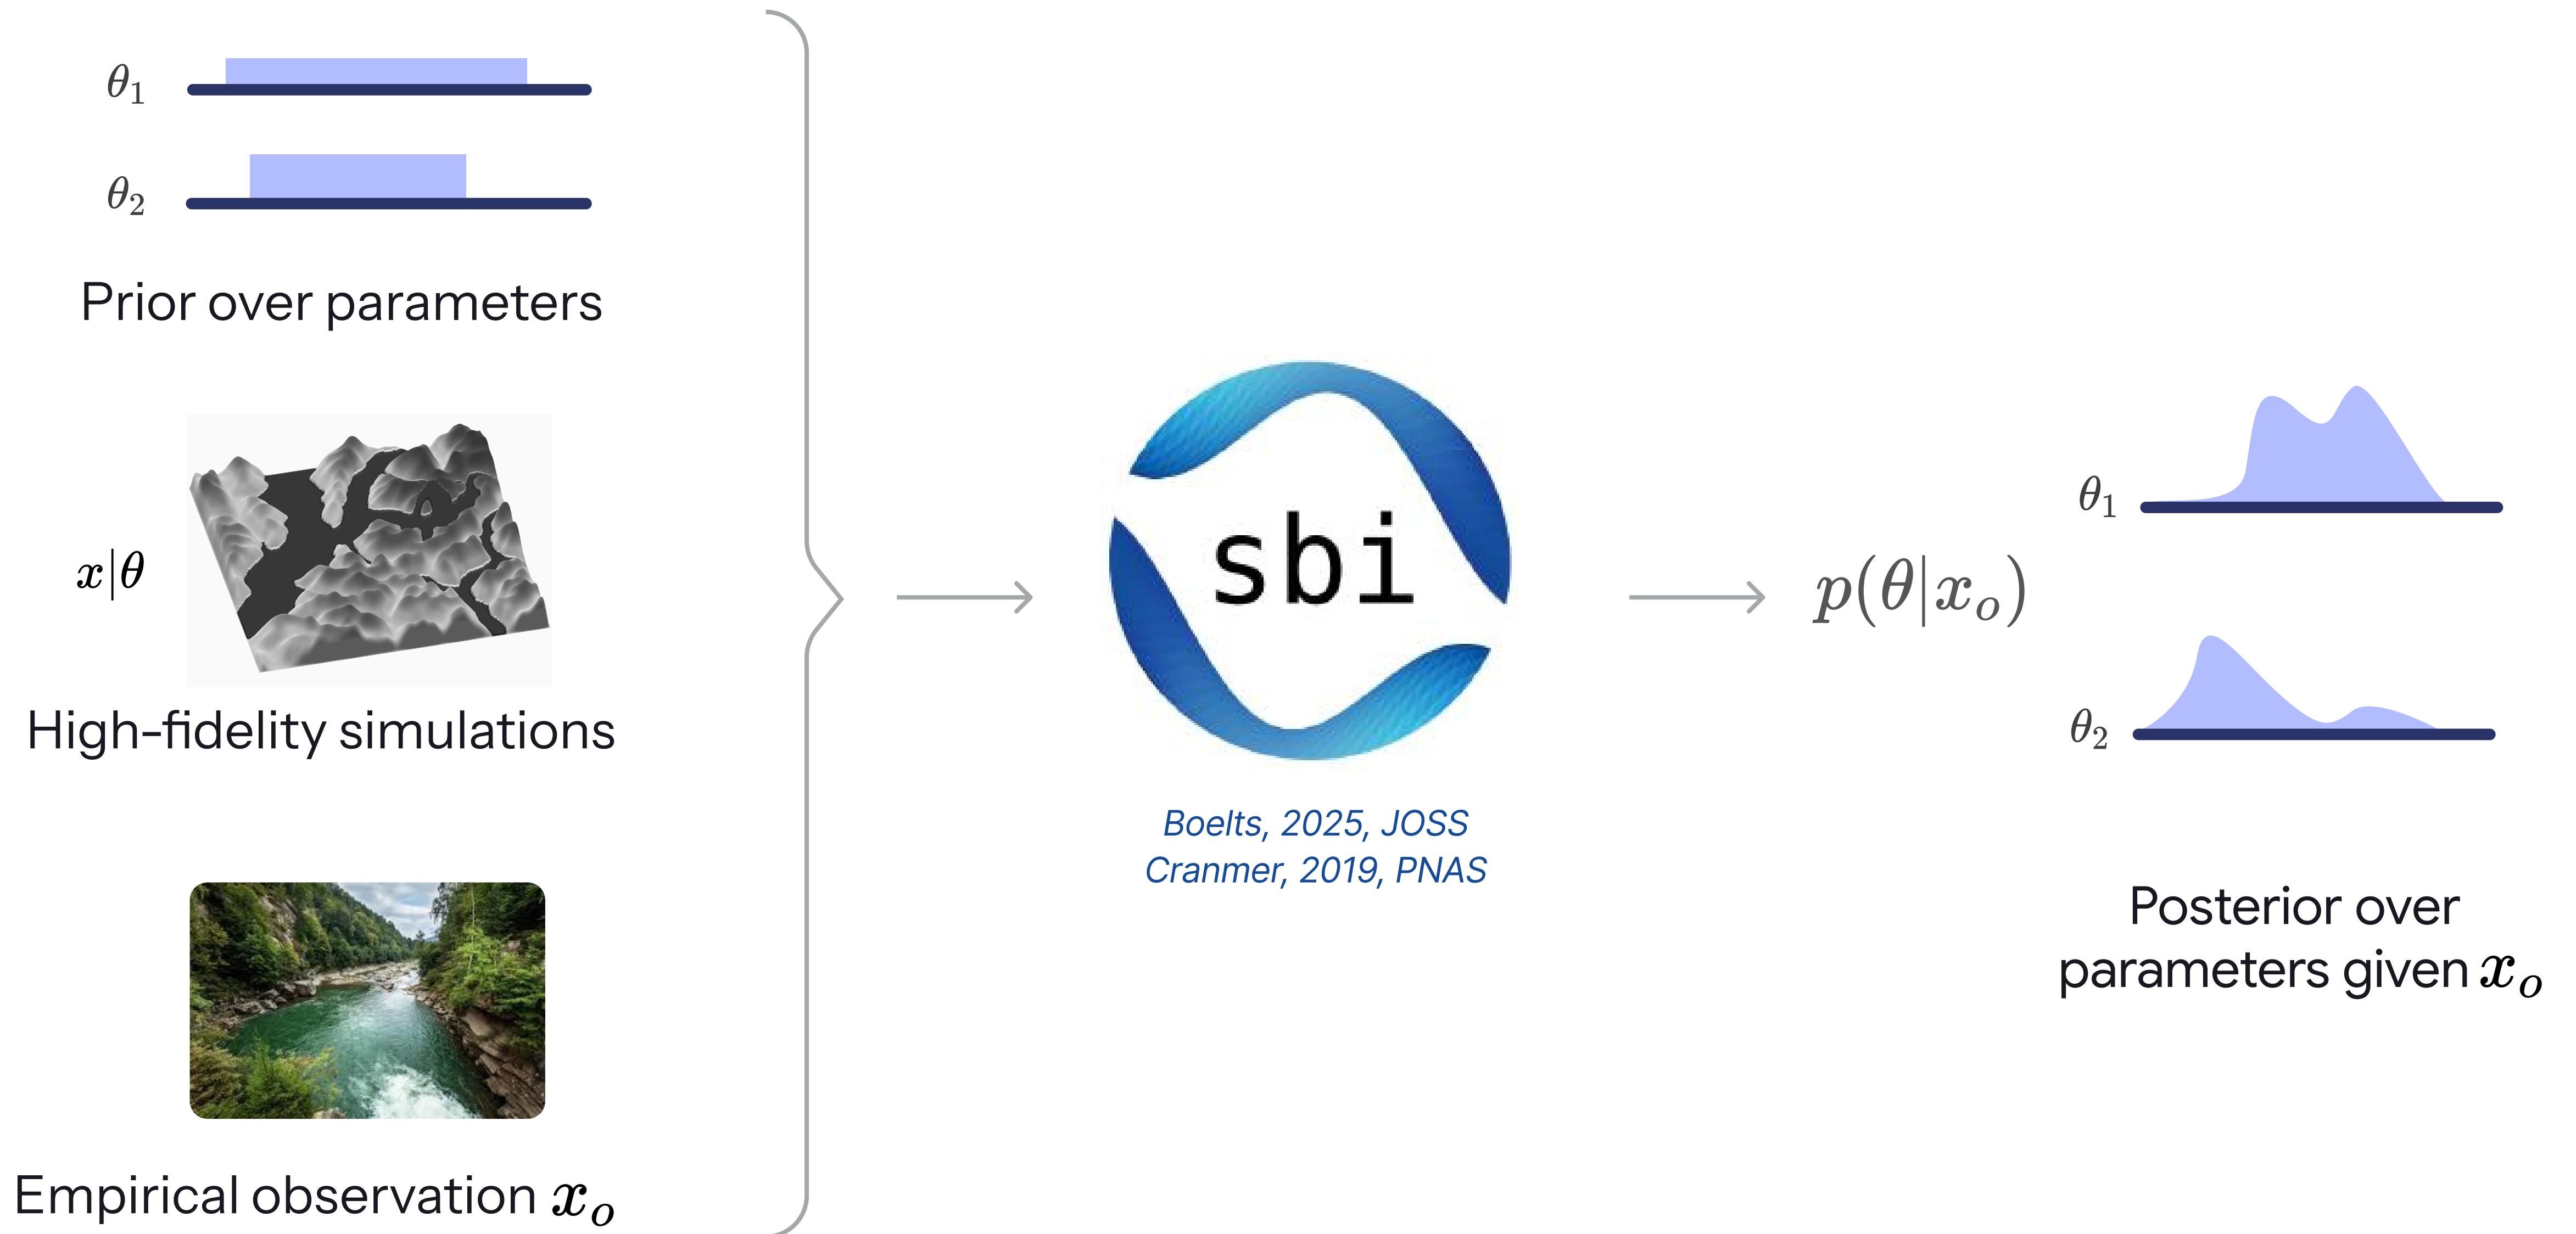 θ₁
θ₂
Prior over parameters
x|θ
High-fidelity simulations
Empirical observation xₒ
sbi
Boelts, 2025, JOSS
Cranmer, 2019, PNAS
p(θ|xₒ)
θ₁
θ₂
Posterior over
parameters given xₒ